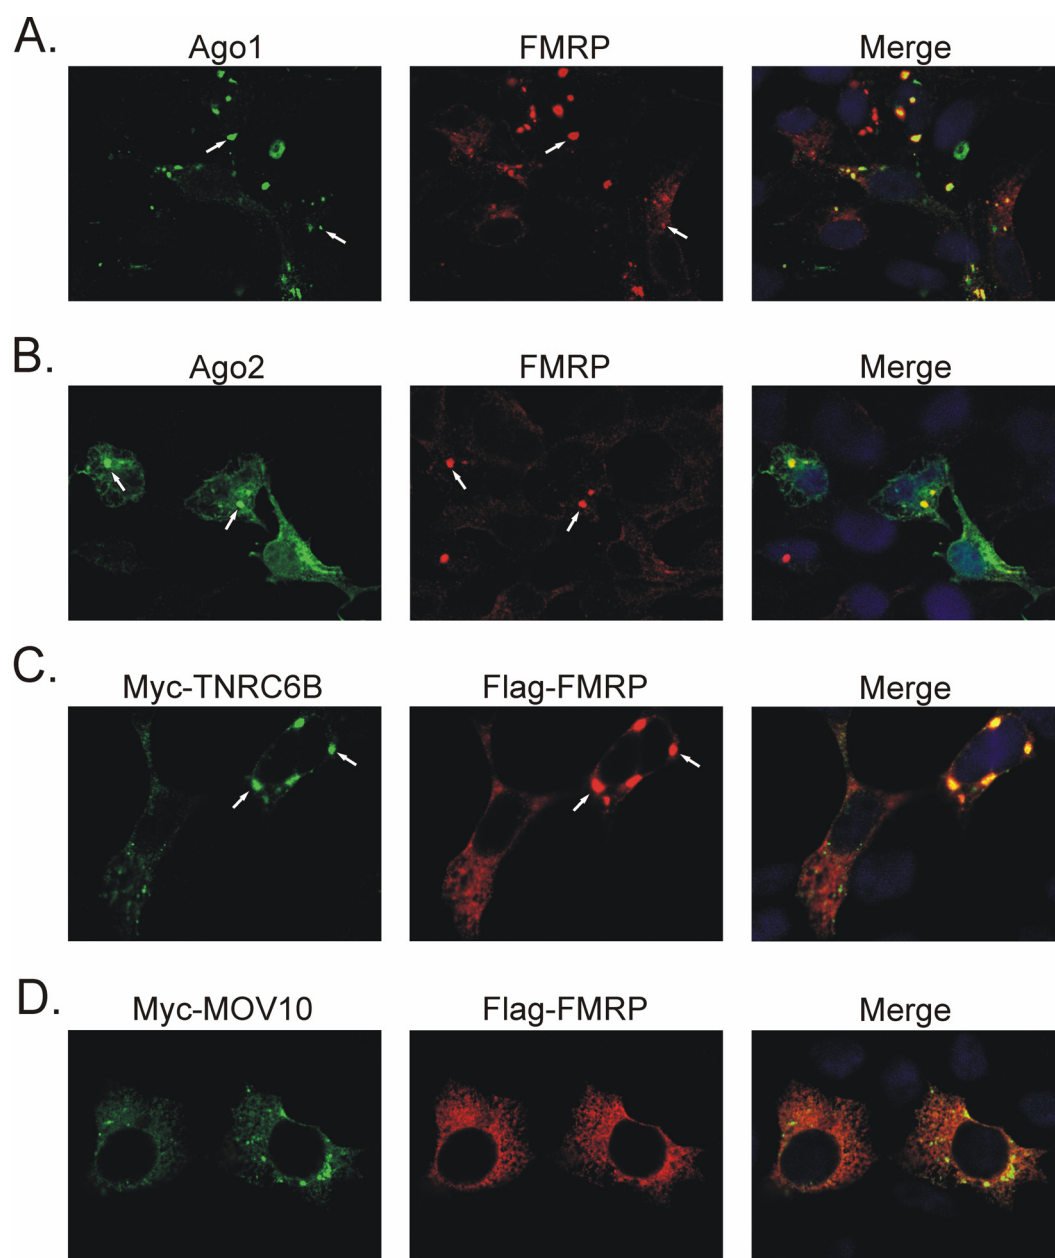 A.
Ago1 FMRP Merge
B.
Ago2 FMRP Merge
C.
Myc-TNRC6B Flag-FMRP Merge
D.
Myc-MOV10 Flag-FMRP Merge